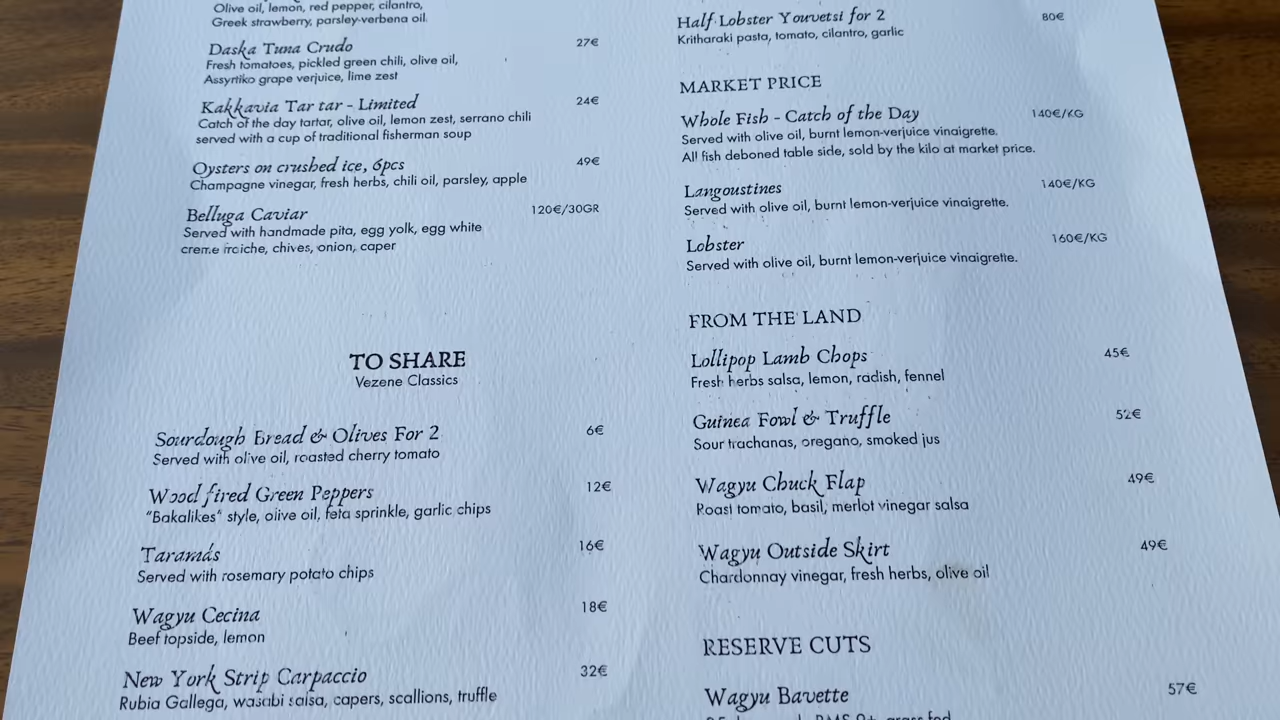 Olive oil, lemon, red pepper, cilantro,
Greek strawberry, parsley-verbena oil
Daska Tuna Crudo 27€
Fresh tomatoes, pickled green chili, olive oil,
Assyrtiko grape verjuice, lime zest
Kakkavia Tar tar - Limited 24€
Catch of the day tartar, olive oil, lemon zest, serrano chili
served with a cup of traditional fisherman soup
Oysters on crushed ice, 6pcs 49€
Champagne vinegar, fresh herbs, chili oil, parsley, apple
Belluga Caviar 120€/30GR
Served with handmade pita, egg yolk, egg white
creme fraiche, chives, onion, caper
TO SHARE
Vezene Classics
Sourdough Bread & Olives For 2 6€
Served with olive oil, roasted cherry tomato
Wood fired Green Peppers 12€
"Bakalikes" style, olive oil, feta sprinkle, garlic chips
Taramás 16€
Served with rosemary potato chips
Wagyu Cecina 18€
Beef topside, lemon
New York Strip Carpaccio 32€
Rubia Gallega, wasabi salsa, capers, scallions, truffle
Half Lobster Youvetsi for 2 80€
Kritharaki pasta, tomato, cilantro, garlic
MARKET PRICE
Whole Fish - Catch of the Day 140€/KG
Served with olive oil, burnt lemon-verjuice vinaigrette.
All fish deboned table side, sold by the kilo at market price.
Langoustines 140€/KG
Served with olive oil, burnt lemon-verjuice vinaigrette.
Lobster 160€/KG
Served with olive oil, burnt lemon-verjuice vinaigrette.
FROM THE LAND
Lollipop Lamb Chops 45€
Fresh herbs salsa, lemon, radish, fennel
Guinea Fowl & Truffle 52€
Sour trachanas, oregano, smoked jus
Wagyu Chuck Flap 49€
Roast tomato, basil, merlot vinegar salsa
Wagyu Outside Skirt 49€
Chardonnay vinegar, fresh herbs, olive oil
RESERVE CUTS
Wagyu Bavette 57€